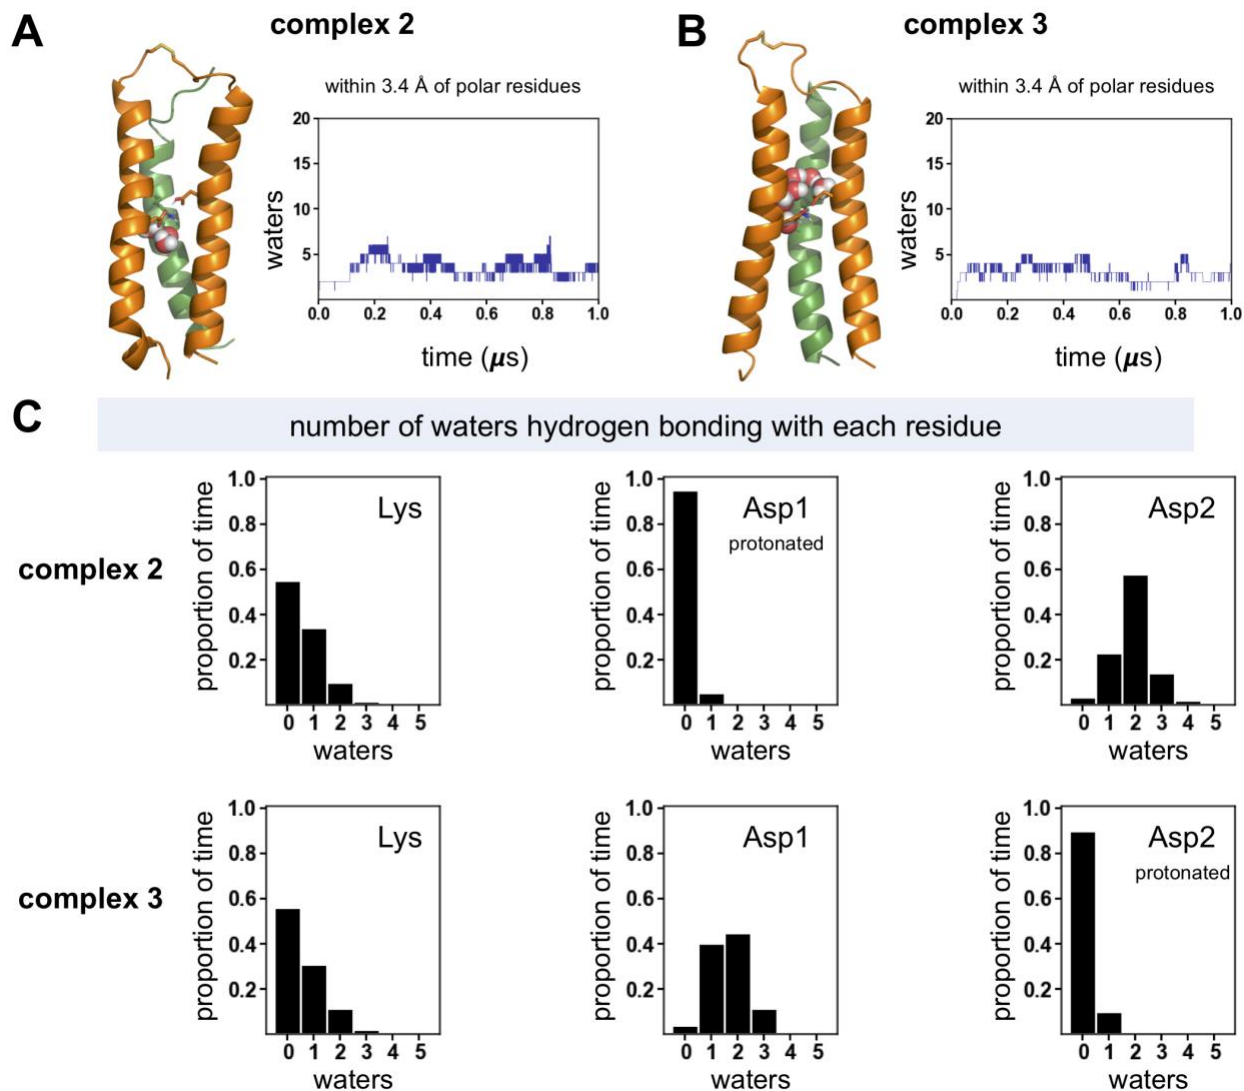 A
complex 2
within 3.4 Å of polar residues
20
15
10
5
waters
0.0 0.2 0.4 0.6 0.8 1.0
time (μs)
B
complex 3
within 3.4 Å of polar residues
20
15
10
5
waters
0.0 0.2 0.4 0.6 0.8 1.0
time (μs)
C
number of waters hydrogen bonding with each residue
complex 2
Lys
proportion of time
1.0
0.8
0.6
0.4
0.2
0 1 2 3 4 5
waters
Asp1
protonated
proportion of time
1.0
0.8
0.6
0.4
0.2
0 1 2 3 4 5
waters
Asp2
proportion of time
1.0
0.8
0.6
0.4
0.2
0 1 2 3 4 5
waters
complex 3
Lys
proportion of time
1.0
0.8
0.6
0.4
0.2
0 1 2 3 4 5
waters
Asp1
proportion of time
1.0
0.8
0.6
0.4
0.2
0 1 2 3 4 5
waters
Asp2
protonated
proportion of time
1.0
0.8
0.6
0.4
0.2
0 1 2 3 4 5
waters